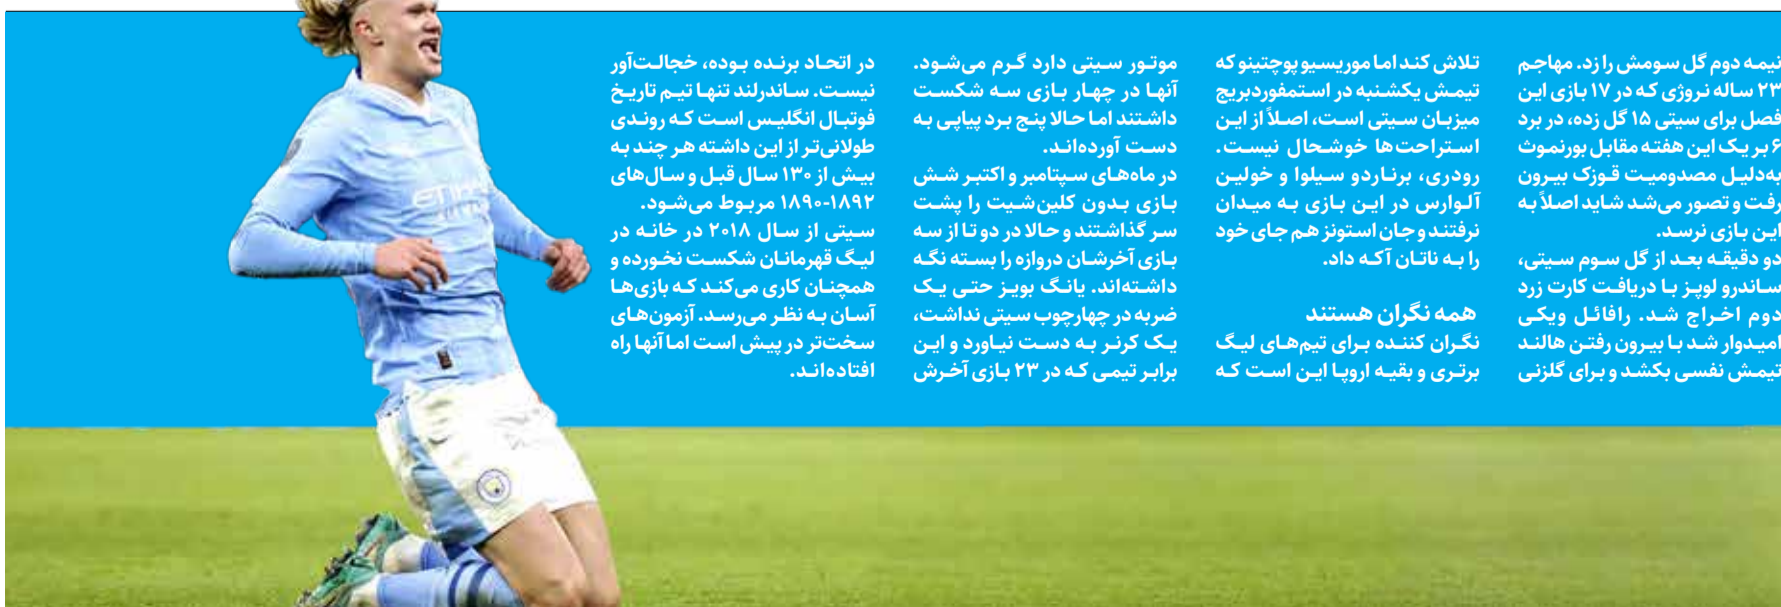 نیمه دوم گل سومش را زد. مهاجم
۲۳ ساله نروژی که در ۱۷ بازی این
فصل برای سیتی ۱۵ گل زده، در برد
۶ بر یک این هفته مقابل بورنموث
به‌دلیل مصدومیت قوزک بیرون
رفت و تصور می‌شد شاید اصلاً به
این بازی نرسد.
دو دقیقه بعد از گل سوم سیتی،
ساندرو لوپز با دریافت کارت زرد
دوم اخراج شد. رافائل ویکی
امیدوار شد با بیرون رفتن هالند
تیمش نفسی بکشد و برای گلزنی
تلاش کند اما موریسیو پوچتینو که
تیمش یکشنبه در استمفوردبریج
میزبان سیتی است، اصلاً از این
استراحت‌ها خوشحال نیست.
رودری، برناردو سیلوا و خولین
آلوارس در این بازی به میدان
نرفتند و جان استونز هم جای خود
را به ناتان آکه داد.
همه نگران هستند
نگران کننده برای تیم‌های لیگ
برتری و بقیه اروپا این است که
موتور سیتی دارد گرم می‌شود.
آنها در چهار بازی سه شکست
داشتند اما حالا پنج برد پیاپی به
دست آورده‌اند.
در ماه‌های سپتامبر و اکتبر شش
بازی بدون کلین‌شیت را پشت
سر گذاشتند و حالا در دو تا از سه
بازی آخرشان دروازه را بسته نگه
داشته‌اند. یانگ بویز حتی یک
ضربه در چهارچوب سیتی نداشت،
یک کرنر به دست نیاورد و این
برابر تیمی که در ۲۳ بازی آخرش
در اتحاد برنده بوده، خجالت‌آور
نیست. ساندرلند تنها تیم تاریخ
فوتبال انگلیس است که روندی
طولانی‌تر از این داشته هر چند به
بیش از ۱۳۰ سال قبل و سال‌های
۱۸۹۰-۱۸۹۲ مربوط می‌شود.
سیتی از سال ۲۰۱۸ در خانه در
لیگ قهرمانان شکست نخورده و
همچنان کاری می‌کند که بازی‌ها
آسان به نظر می‌رسد. آزمون‌های
سخت‌تر در پیش است اما آنها راه
افتاده‌اند.
ETIHAD